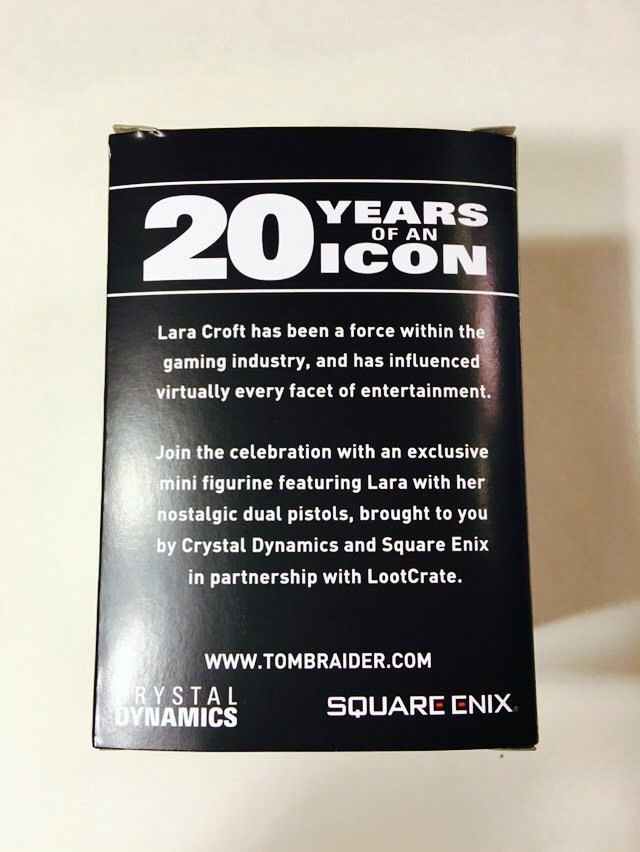 20 YEARS
OF AN
ICON
Lara Croft has been a force within the
gaming industry, and has influenced
virtually every facet of entertainment.
Join the celebration with an exclusive
mini figurine featuring Lara with her
nostalgic dual pistols, brought to you
by Crystal Dynamics and Square Enix
in partnership with LootCrate.
WWW.TOMBRAIDER.COM
CRYSTAL
DYNAMICS
SQUARE ENIX